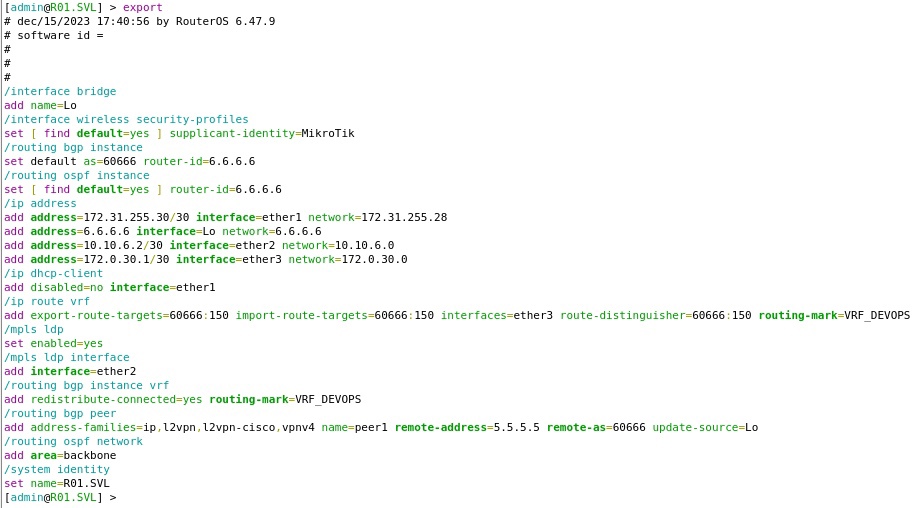 [admin@R01.SVL] > export
# dec/15/2023 17:40:56 by RouterOS 6.47.9
# software id =
#
#
#
/interface bridge
add name=Lo
/interface wireless security-profiles
set [ find default=yes ] supplicant-identity=MikroTik
/routing bgp instance
set default as=60666 router-id=6.6.6.6
/routing ospf instance
set [ find default=yes ] router-id=6.6.6.6
/ip address
add address=172.31.255.30/30 interface=ether1 network=172.31.255.28
add address=6.6.6.6 interface=Lo network=6.6.6.6
add address=10.10.6.2/30 interface=ether2 network=10.10.6.0
add address=172.0.30.1/30 interface=ether3 network=172.0.30.0
/ip dhcp-client
add disabled=no interface=ether1
/ip route vrf
add export-route-targets=60666:150 import-route-targets=60666:150 interfaces=ether3 route-distinguisher=60666:150 routing-mark=VRF_DEVOPS
/mpls ldp
set enabled=yes
/mpls ldp interface
add interface=ether2
/routing bgp instance vrf
add redistribute-connected=yes routing-mark=VRF_DEVOPS
/routing bgp peer
add address-families=ip,l2vpn,l2vpn-cisco,vpnv4 name=peer1 remote-address=5.5.5.5 remote-as=60666 update-source=Lo
/routing ospf network
add area=backbone
/system identity
set name=R01.SVL
[admin@R01.SVL] >